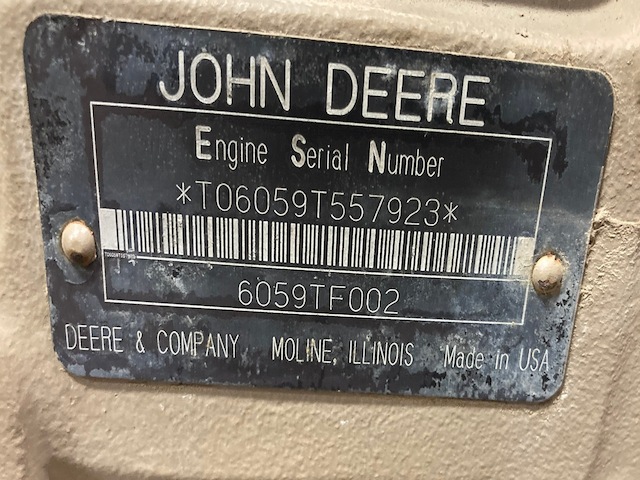 JOHN DEERE
Engine Serial Number
*T06059T557923*
6059TF002
DEERE & COMPANY MOLINE, ILLINOIS Made in USA